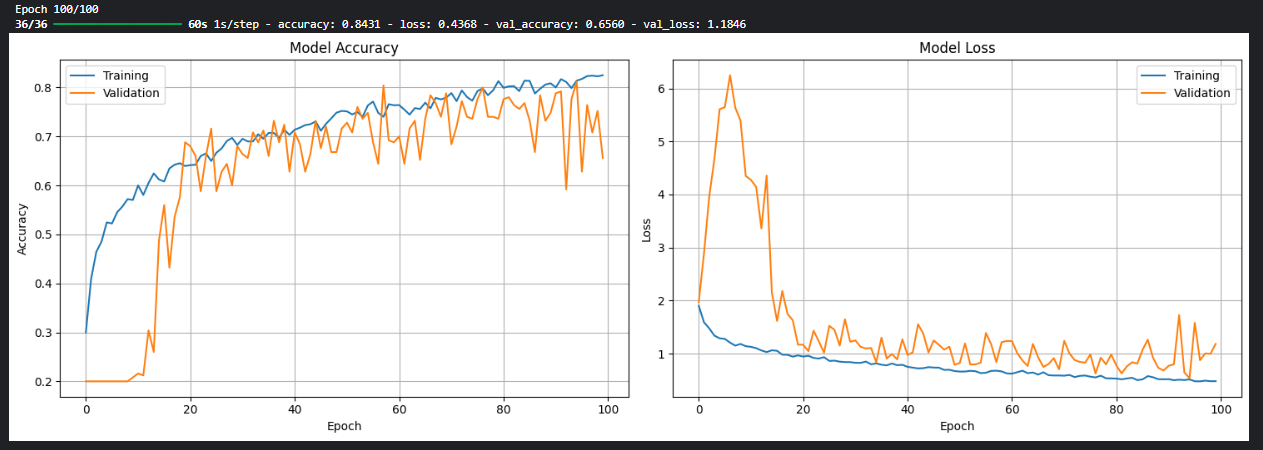 Epoch 100/100
36/36 60s 1s/step - accuracy: 0.8431 - loss: 0.4368 - val_accuracy: 0.6560 - val_loss: 1.1846
Model Accuracy
Training
Validation
0.8
0.7
0.6
0.5
0.4
0.3
0.2
Accuracy
0 20 40 60 80 100
Epoch
Model Loss
Training
Validation
6
5
4
3
2
1
Loss
0 20 40 60 80 100
Epoch